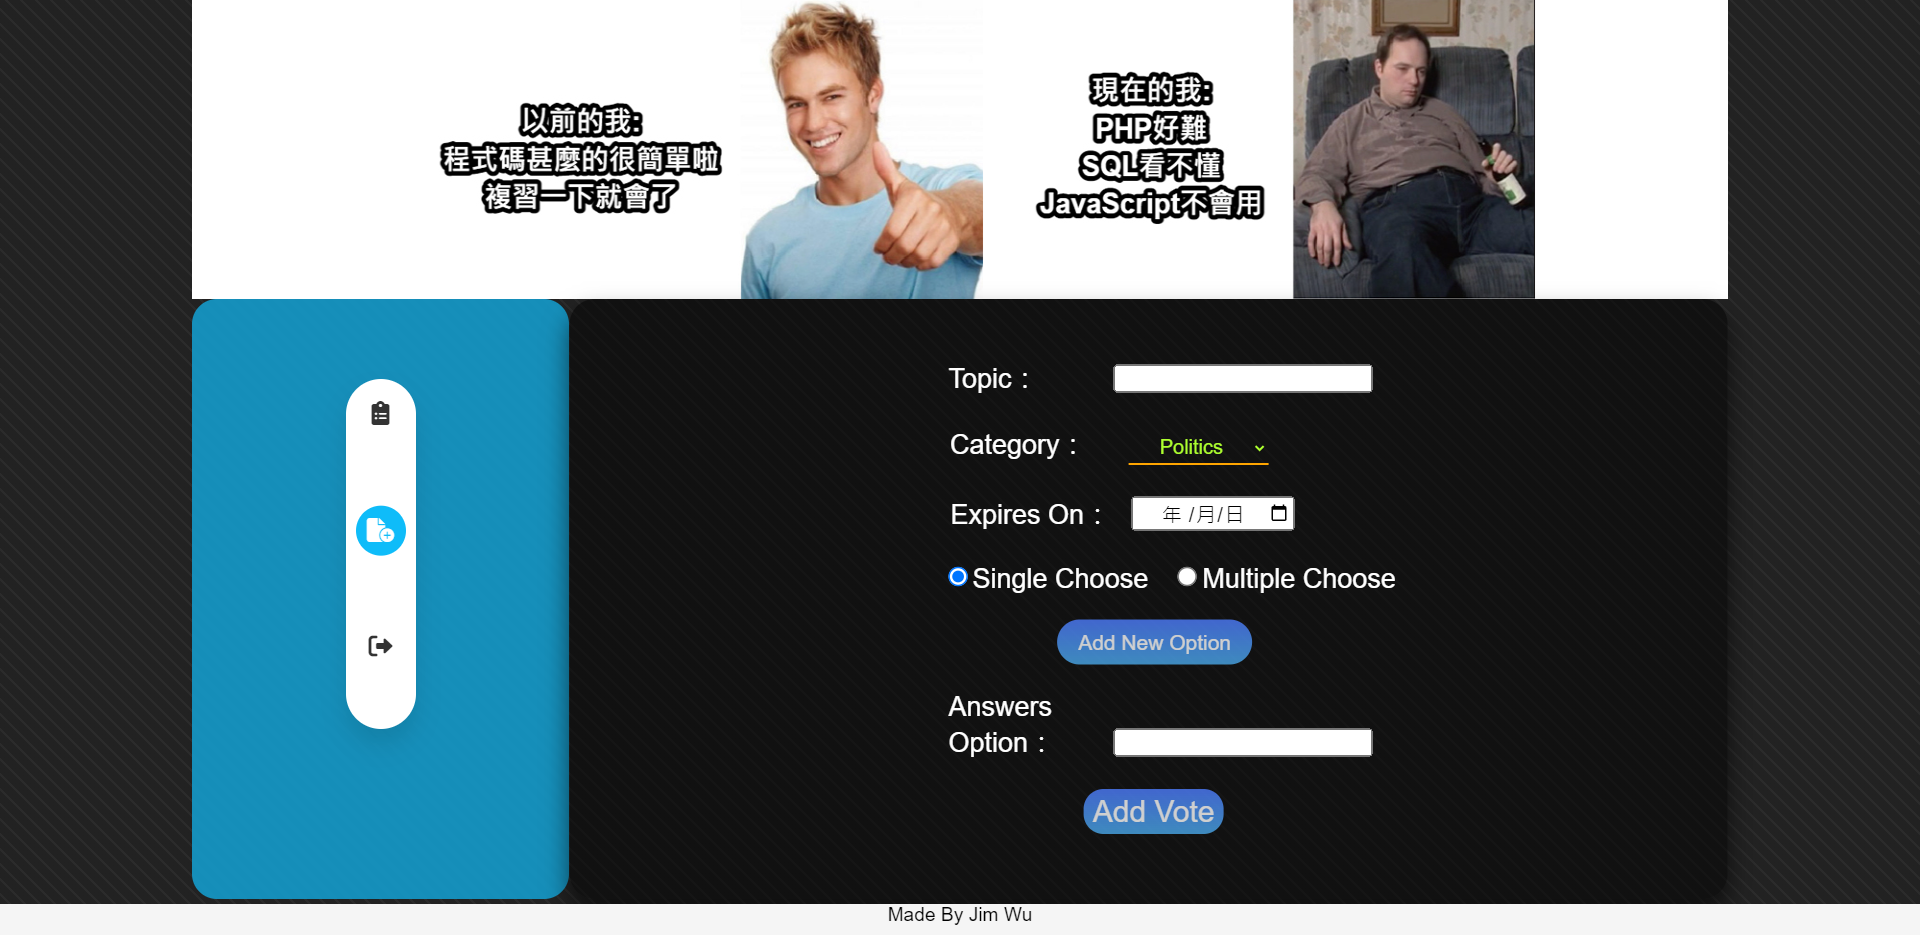 以前的我:
程式碼甚麼的很簡單啦
複習一下就會了
現在的我:
PHP好難
SQL看不懂
JavaScript不會用
Topic：
Category：
Politics
Expires On：
年 /月/日
Single Choose
Multiple Choose
Add New Option
Answers
Option：
Add Vote
Made By Jim Wu